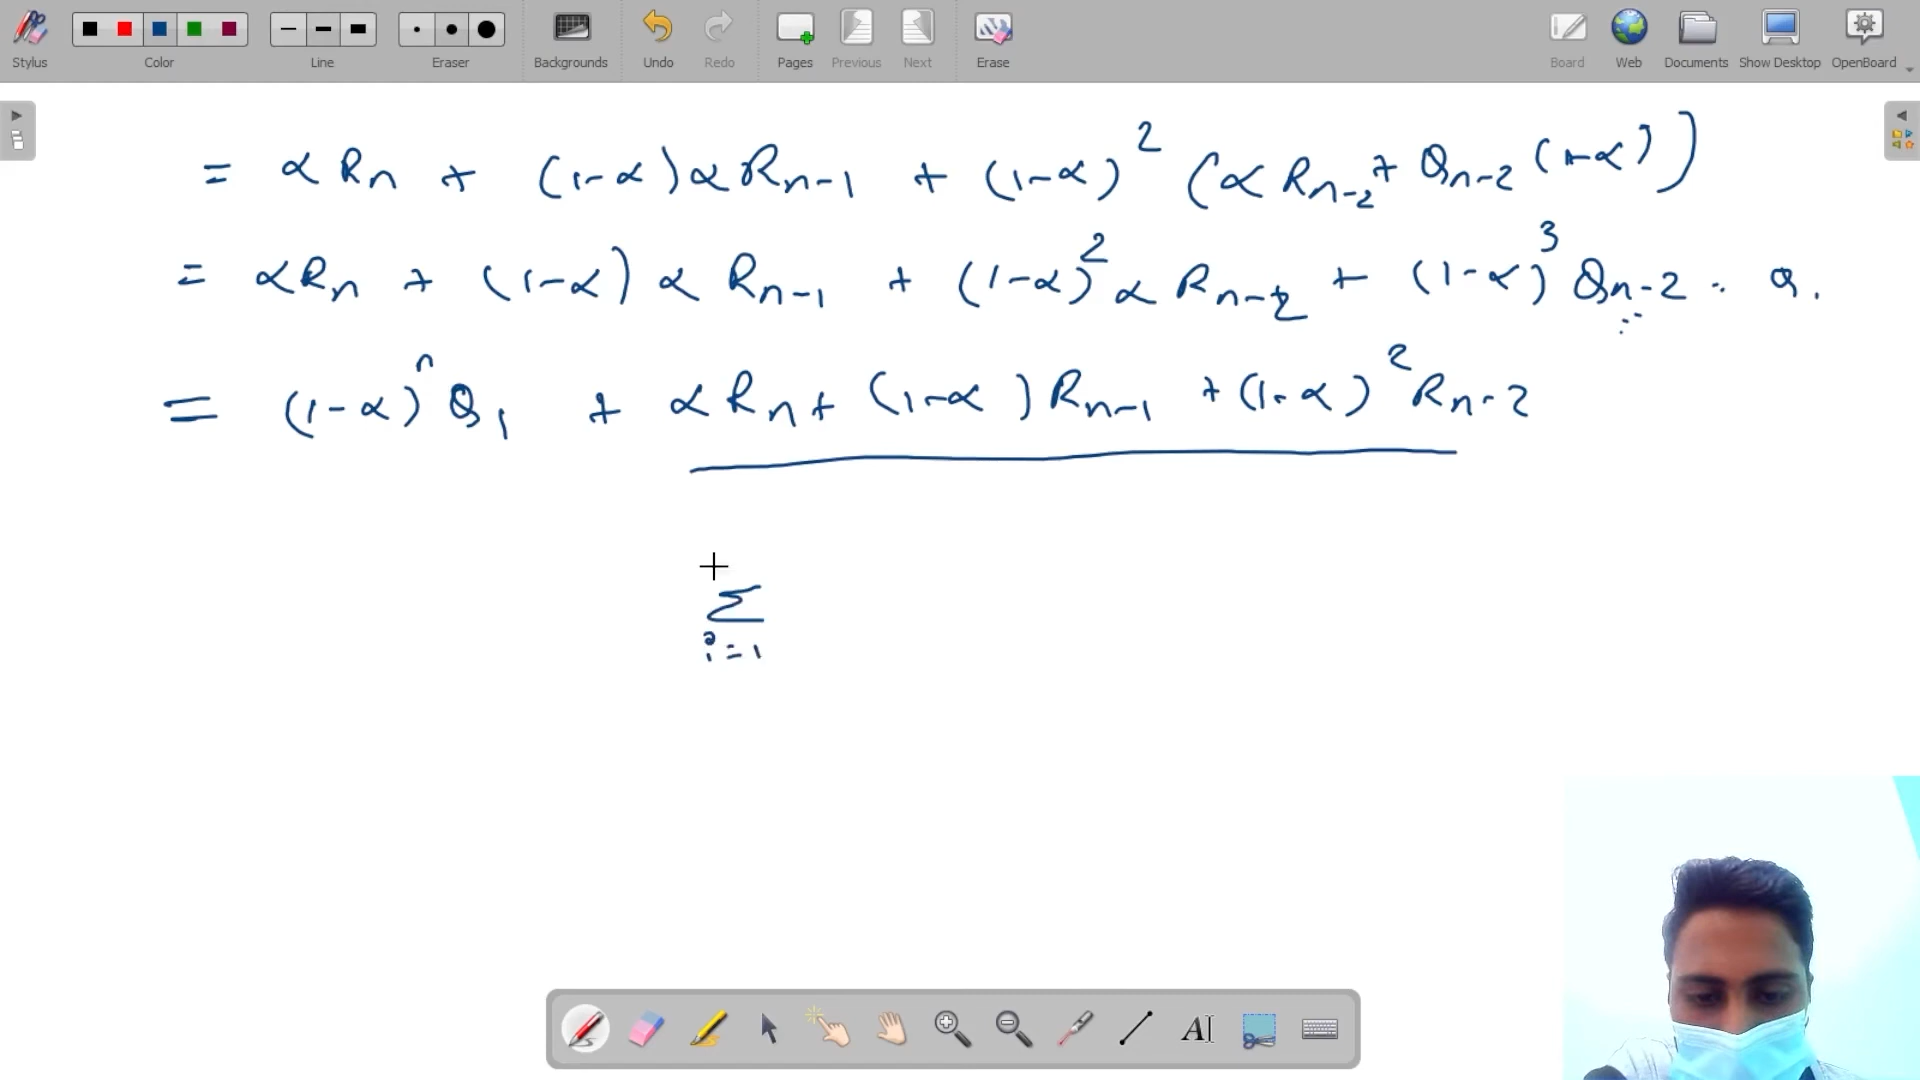 Stylus Color Line Eraser Backgrounds Undo Redo Pages Previous Next Erase Board Web Documents Show Desktop OpenBoard
= αRn + (1-α)αRn-1 + (1-α)² (αRn-2 + Qn-2 (1-α))
= αRn + (1-α) α Rn-1 + (1-α)² α Rn-2 + (1-α)³ Qn-2 .. Q.
= (1-α)ⁿ Q1 + αRn + (1-α) Rn-1 + (1-α)² Rn-2
Σ
i=1